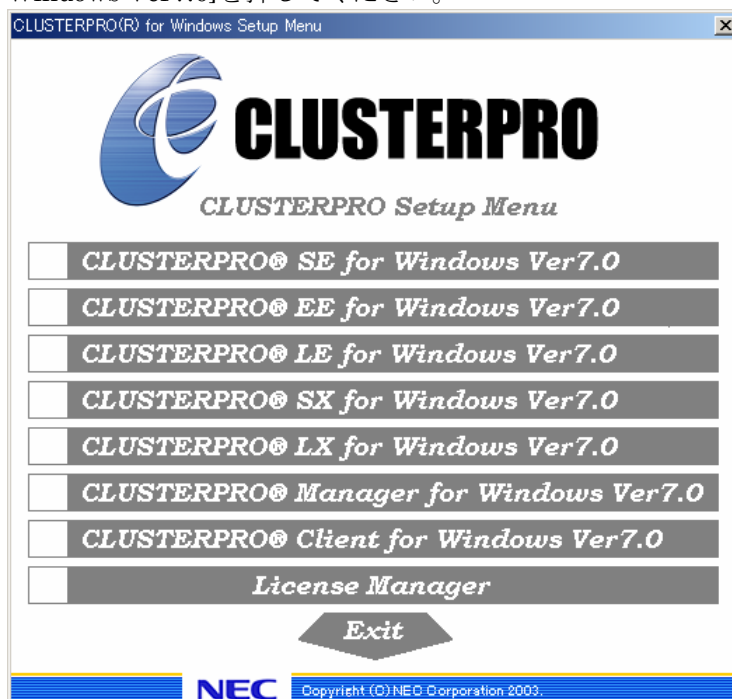 CLUSTERPRO(R) for Windows Setup Menu
CLUSTERPRO
CLUSTERPRO Setup Menu
CLUSTERPRO® SE for Windows Ver7.0
CLUSTERPRO® EE for Windows Ver7.0
CLUSTERPRO® LE for Windows Ver7.0
CLUSTERPRO® SX for Windows Ver7.0
CLUSTERPRO® LX for Windows Ver7.0
CLUSTERPRO® Manager for Windows Ver7.0
CLUSTERPRO® Client for Windows Ver7.0
License Manager
Exit
NEC Copyright (C) NEC Corporation 2003.